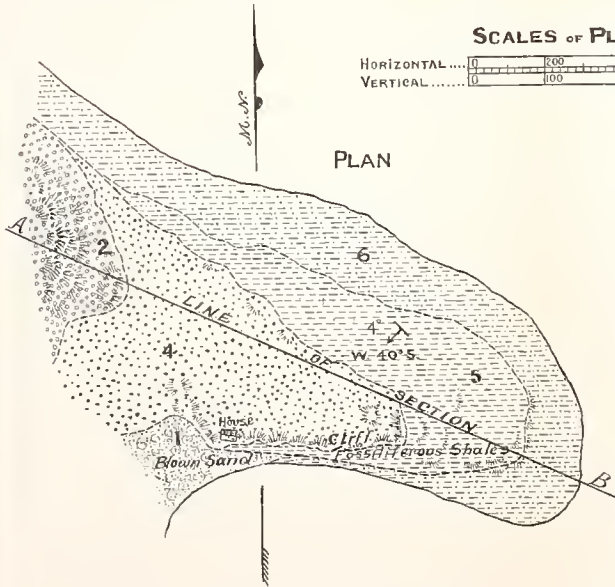 SCALES OF PL
HORIZONTAL .... 0 200
VERTICAL ....... 0 100
M.N.
PLAN
A
2
6
LINE OF SECTION
4°
W. 40° S.
4
5
House
Cliff
1
Fossiliferous Shales
Blown Sand
B